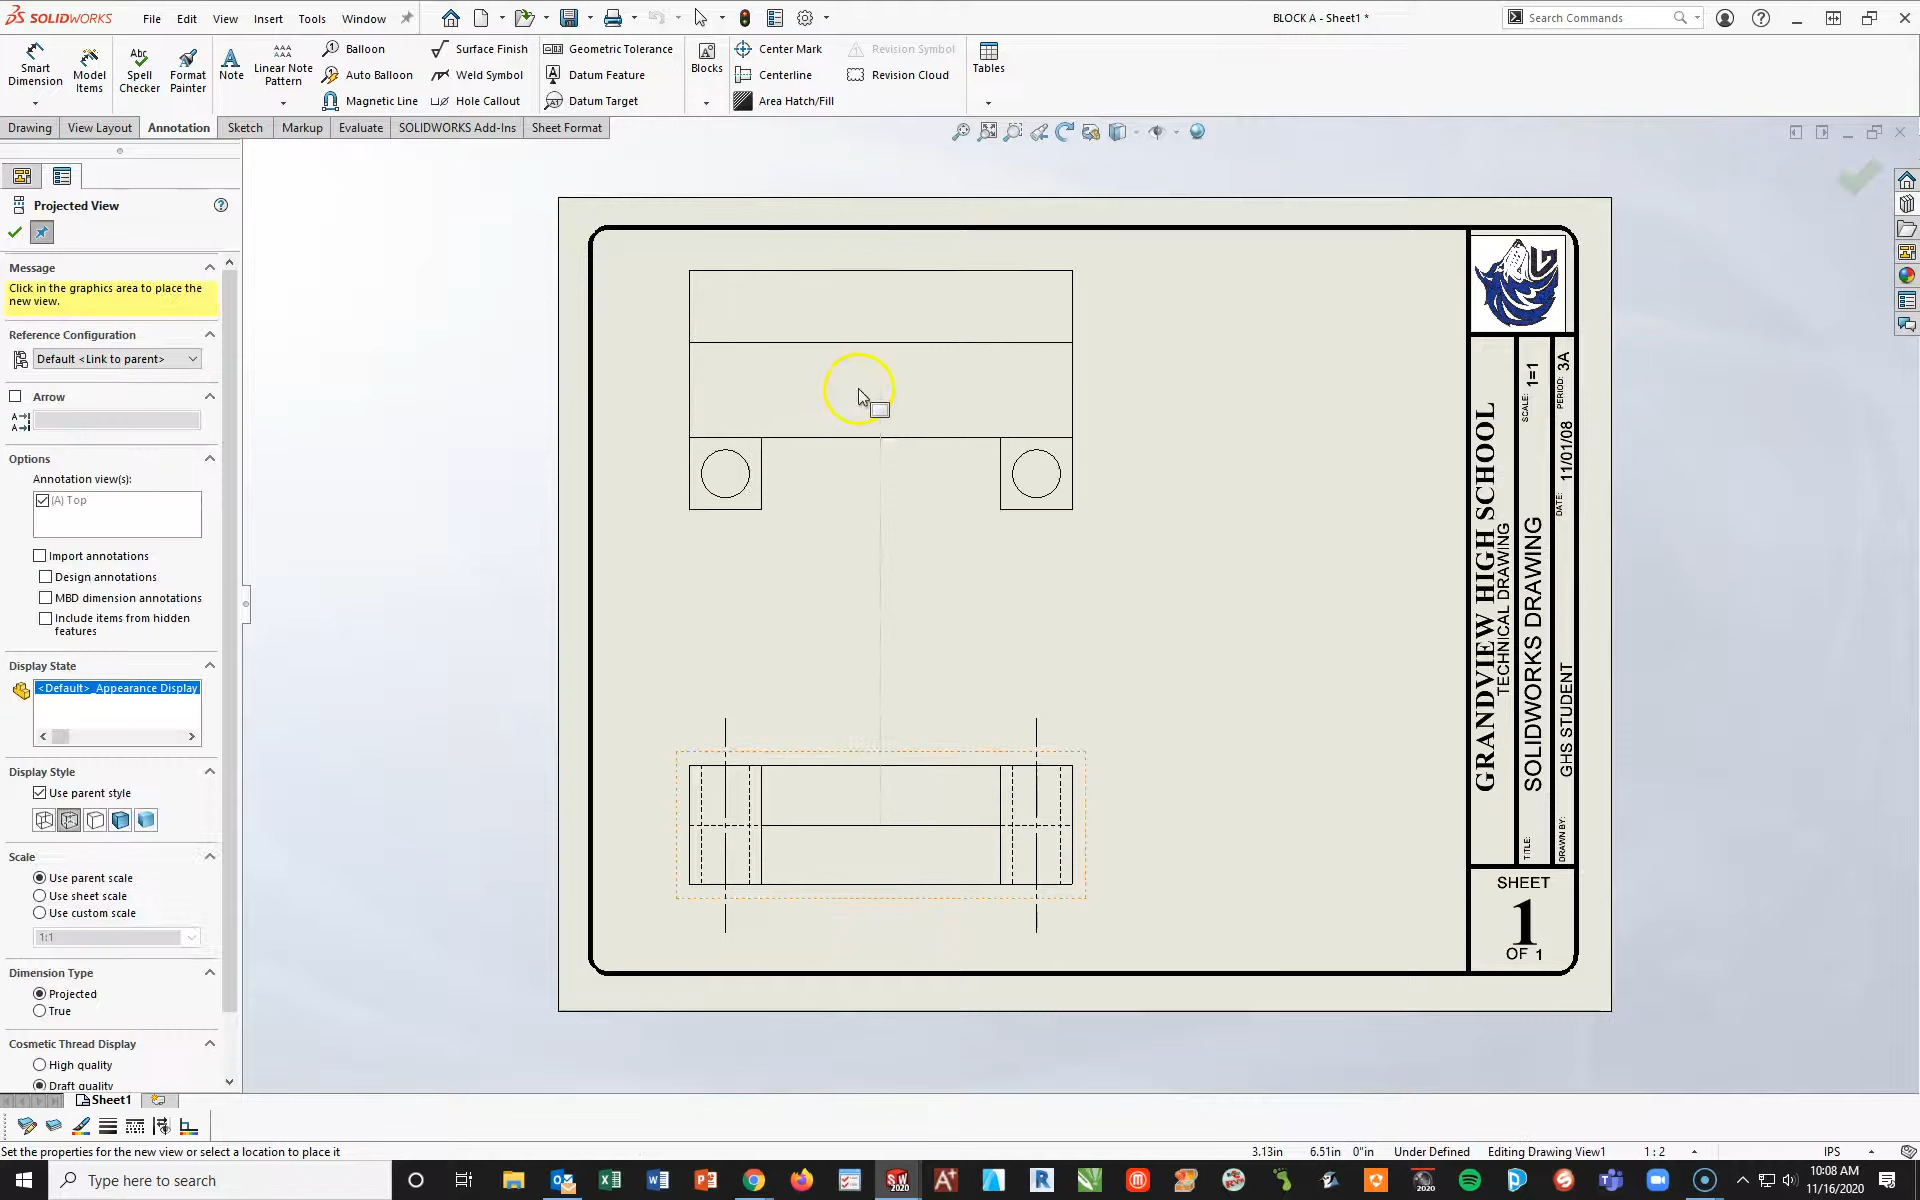 SOLIDWORKS File Edit View Insert Tools Window
BLOCK A - Sheet1 *
Search Commands
Smart Dimension
Model Items
Spell Checker
Format Painter
Note
Linear Note Pattern
Balloon
Auto Balloon
Magnetic Line
Surface Finish
Weld Symbol
Hole Callout
Geometric Tolerance
Datum Feature
Datum Target
Blocks
Center Mark
Centerline
Area Hatch/Fill
Revision Symbol
Revision Cloud
Tables
Drawing View Layout Annotation Sketch Markup Evaluate SOLIDWORKS Add-Ins Sheet Format
Projected View
Message
Click in the graphics area to place the
new view.
Reference Configuration
Default <Link to parent>
Arrow
Options
Annotation view(s):
(A) Top
Import annotations
Design annotations
MBD dimension annotations
Include items from hidden
features
Display State
<Default>_Appearance Display
Display Style
Use parent style
Scale
Use parent scale
Use sheet scale
Use custom scale
1:1
Dimension Type
Projected
True
Cosmetic Thread Display
High quality
Draft quality
GRANDVIEW HIGH SCHOOL
TECHNICAL DRAWING
TITLE: SOLIDWORKS DRAWING SCALE: 1=1
DRAWN BY: GHS STUDENT DATE: 11/01/08 PERIOD: 3A
SHEET
1
OF 1
Sheet1
Set the properties for the new view or select a location to place it
3.13in 6.51in 0"in Under Defined Editing Drawing View1 1 : 2 IPS
Type here to search
10:08 AM
11/16/2020